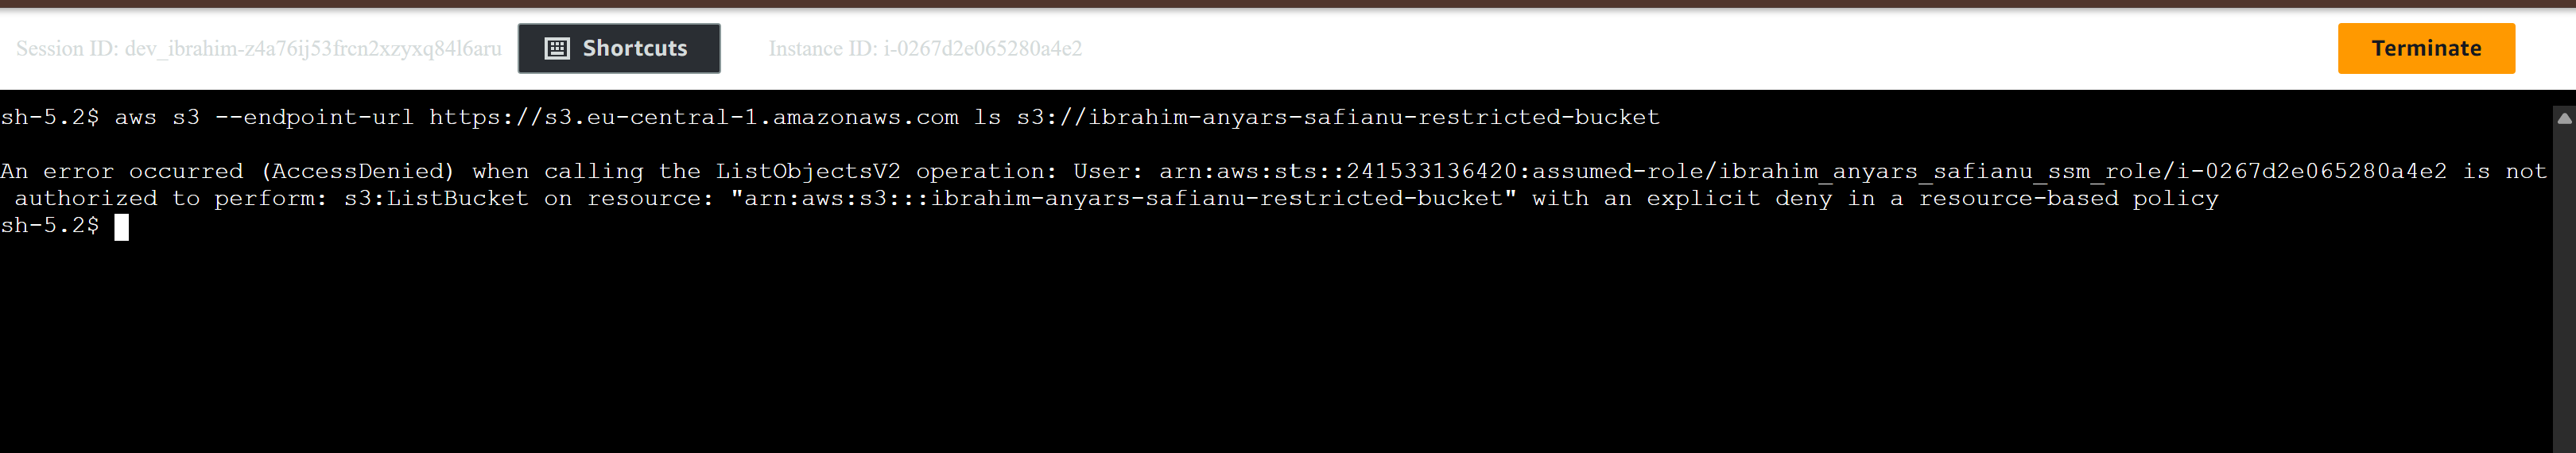 Session ID: dev_ibrahim-z4a76ij53frcn2xzyxq84l6aru Shortcuts Instance ID: i-0267d2e065280a4e2 Terminate
sh-5.2$ aws s3 --endpoint-url https://s3.eu-central-1.amazonaws.com ls s3://ibrahim-anyars-safianu-restricted-bucket
An error occurred (AccessDenied) when calling the ListObjectsV2 operation: User: arn:aws:sts::241533136420:assumed-role/ibrahim_anyars_safianu_ssm_role/i-0267d2e065280a4e2 is not
authorized to perform: s3:ListBucket on resource: "arn:aws:s3:::ibrahim-anyars-safianu-restricted-bucket" with an explicit deny in a resource-based policy
sh-5.2$